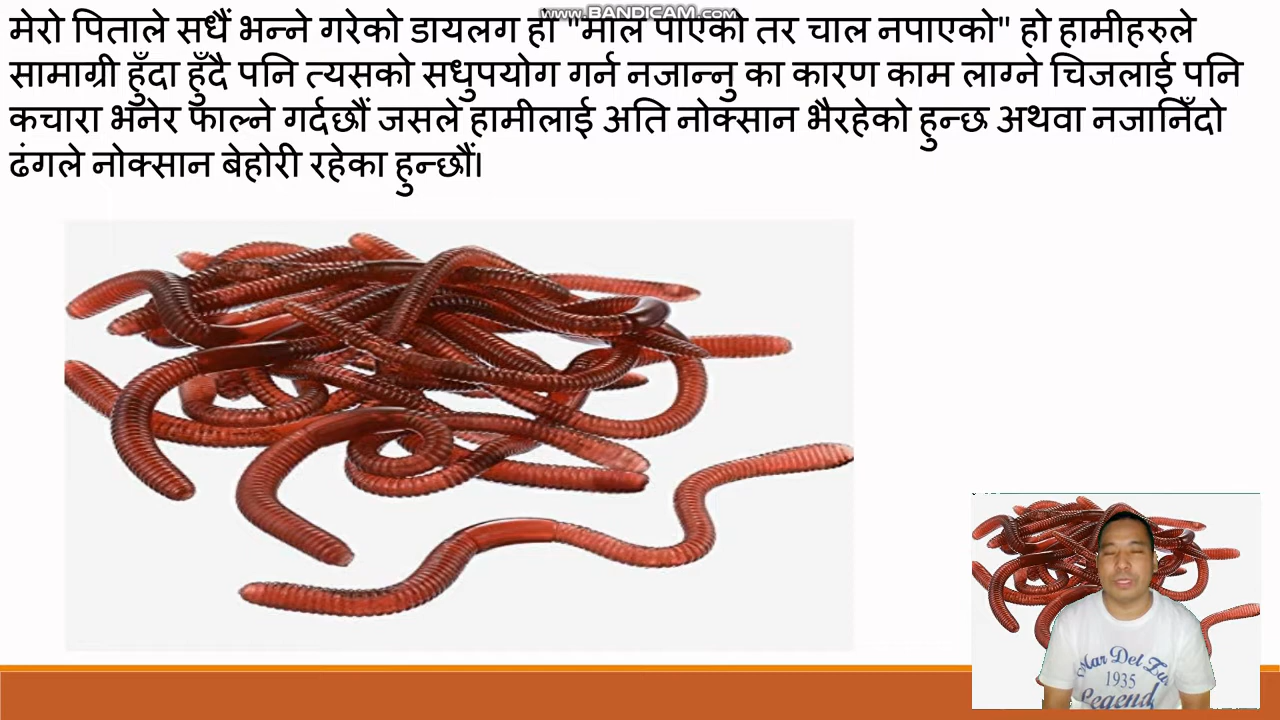 www.BANDICAM.com
मेरो पिताले सधैं भन्ने गरेको डायलग हो "माल पाएको तर चाल नपाएको" हो हामीहरुले
सामाग्री हुँदा हुँदै पनि त्यसको सधुपयोग गर्न नजान्नु का कारण काम लाग्ने चिजलाई पनि
कचारा भनेर फाल्ने गर्दछौं जसले हामीलाई अति नोक्सान भैरहेको हुन्छ अथवा नजानिँदो
ढंगले नोक्सान बेहोरी रहेका हुन्छौं।
Mar Del
1935
Legend